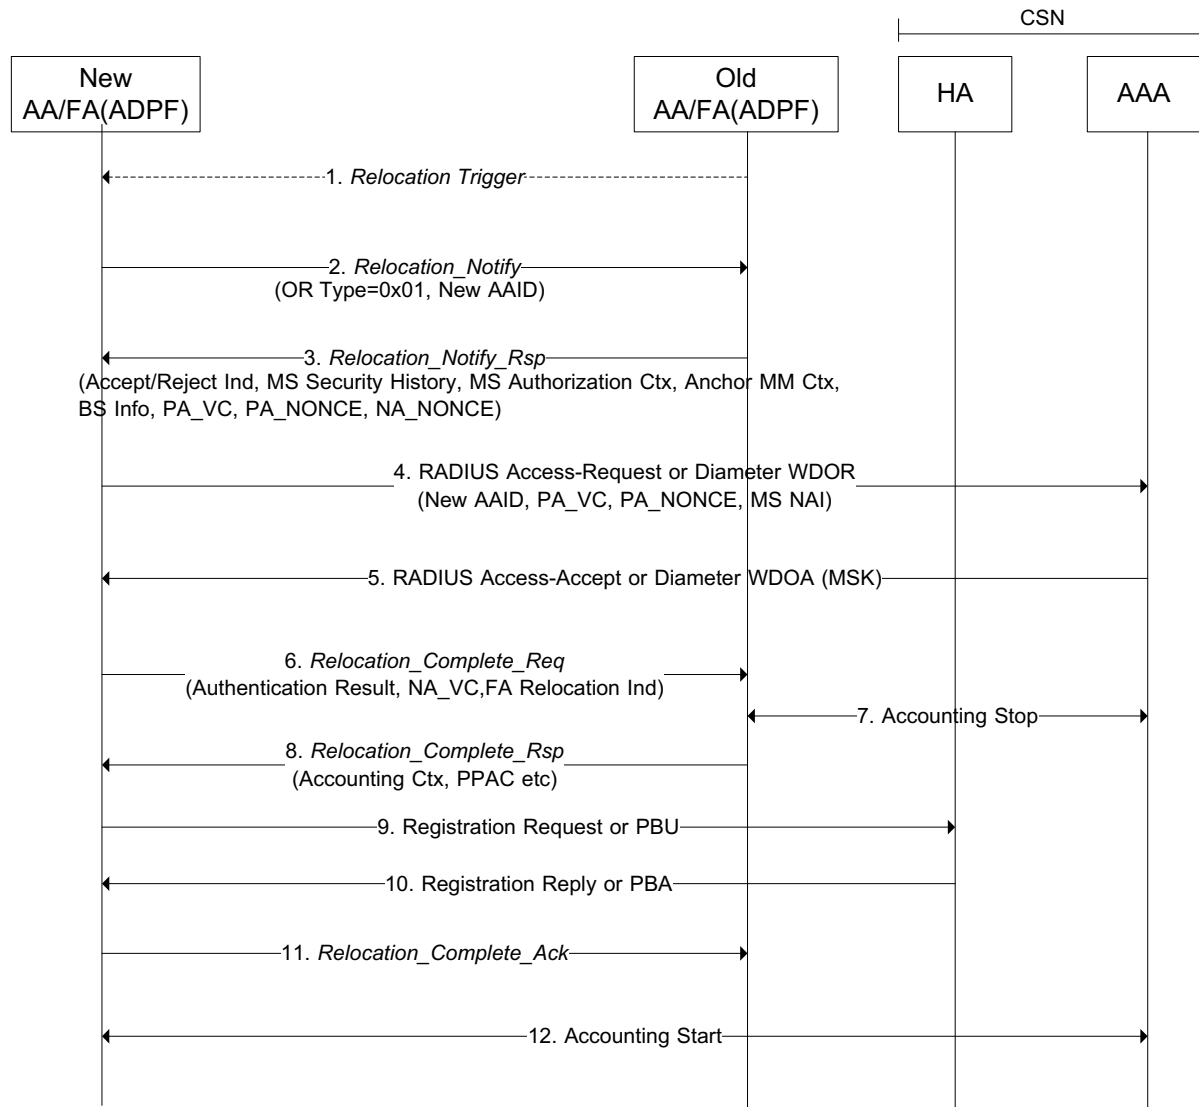 CSN
New
AA/FA(ADPF)
Old
AA/FA(ADPF)
HA
AAA
1. Relocation Trigger
2. Relocation_Notify
(OR Type=0x01, New AAID)
3. Relocation_Notify_Rsp
(Accept/Reject Ind, MS Security History, MS Authorization Ctx, Anchor MM Ctx,
BS Info, PA_VC, PA_NONCE, NA_NONCE)
4. RADIUS Access-Request or Diameter WDOR
(New AAID, PA_VC, PA_NONCE, MS NAI)
5. RADIUS Access-Accept or Diameter WDOA (MSK)
6. Relocation_Complete_Req
(Authentication Result, NA_VC,FA Relocation Ind)
7. Accounting Stop
8. Relocation_Complete_Rsp
(Accounting Ctx, PPAC etc)
9. Registration Request or PBU
10. Registration Reply or PBA
11. Relocation_Complete_Ack
12. Accounting Start